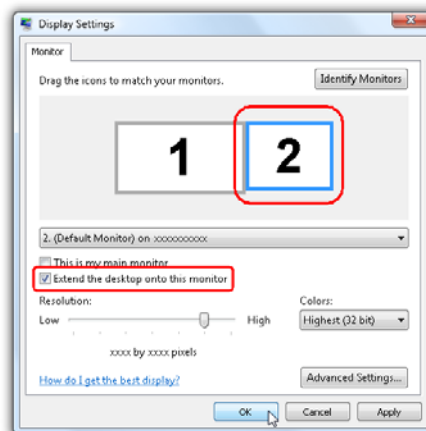 Display Settings
Monitor
Drag the icons to match your monitors.
Identify Monitors
1
2
2. (Default Monitor) on xxxxxxxxxx
This is my main monitor
Extend the desktop onto this monitor
Resolution:
Colors:
Low
High
Highest (32 bit)
xxxx by xxxx pixels
How do I get the best display?
Advanced Settings...
OK
Cancel
Apply